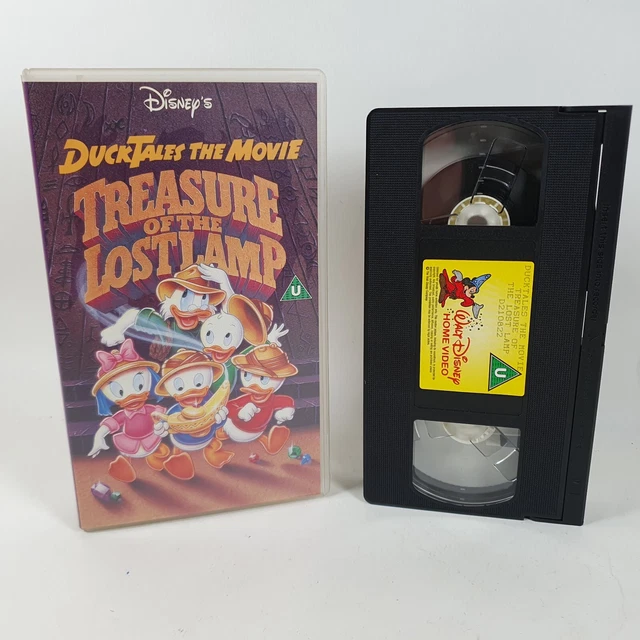 Disney's
DuckTales the Movie
TREASURE
OF THE
LOST LAMP
U
WALT DISNEY
HOME VIDEO
DUCKTALES THE MOVIE
TREASURE OF
THE LOST LAMP
D210822
U